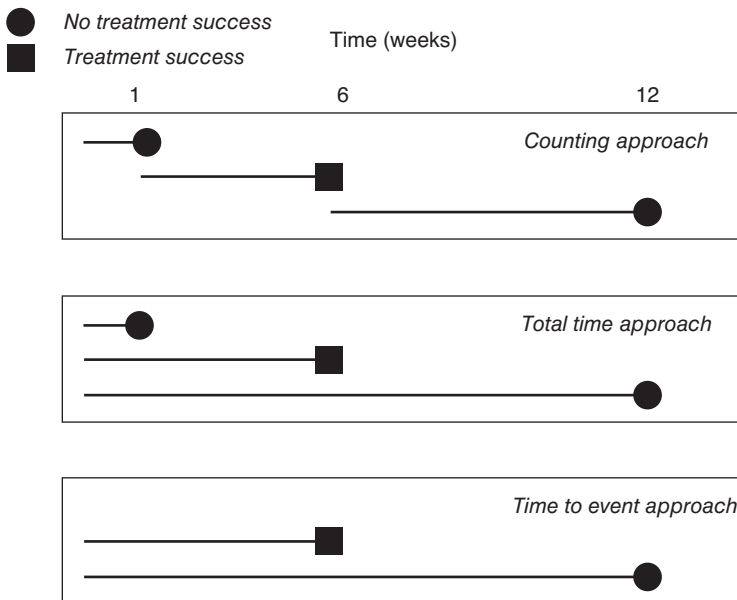 No treatment success
Treatment success
Time (weeks)
1 6 12
Counting approach
Total time approach
Time to event approach